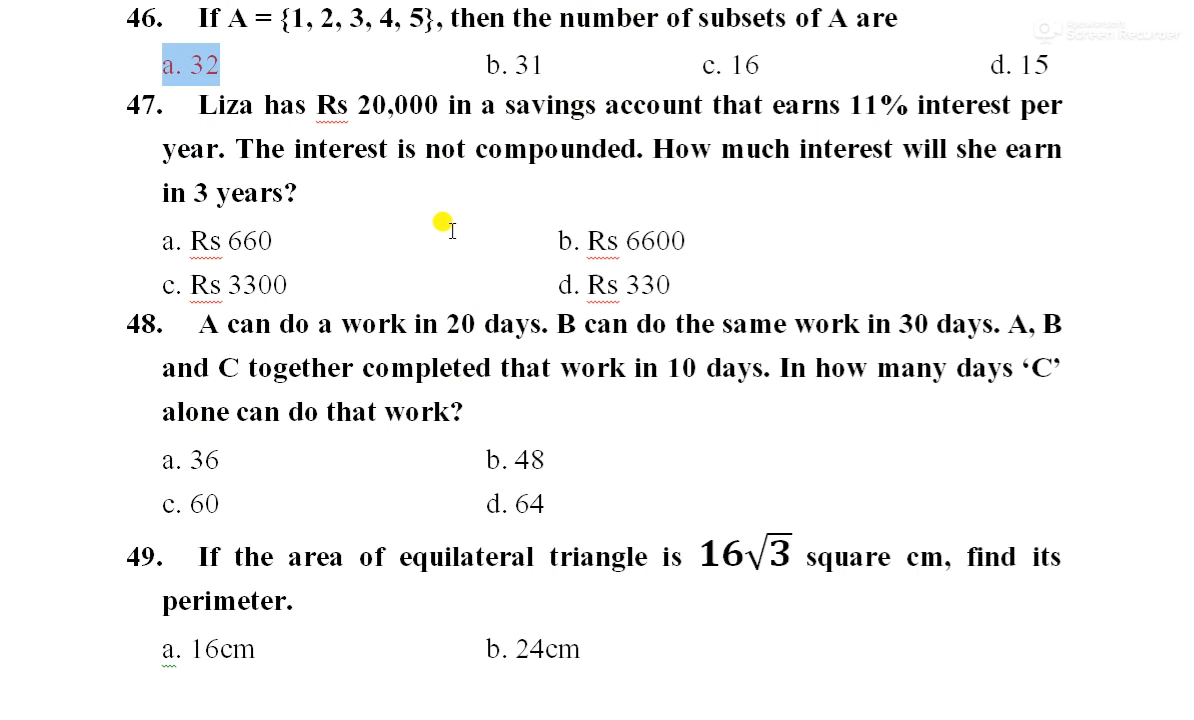 46. If A = {1, 2, 3, 4, 5}, then the number of subsets of A are
a. 32 b. 31 c. 16 d. 15
47. Liza has Rs 20,000 in a savings account that earns 11% interest per
year. The interest is not compounded. How much interest will she earn
in 3 years?
a. Rs 660 b. Rs 6600
c. Rs 3300 d. Rs 330
48. A can do a work in 20 days. B can do the same work in 30 days. A, B
and C together completed that work in 10 days. In how many days ‘C’
alone can do that work?
a. 36 b. 48
c. 60 d. 64
49. If the area of equilateral triangle is 16√3 square cm, find its
perimeter.
a. 16cm b. 24cm
Screen Recorder